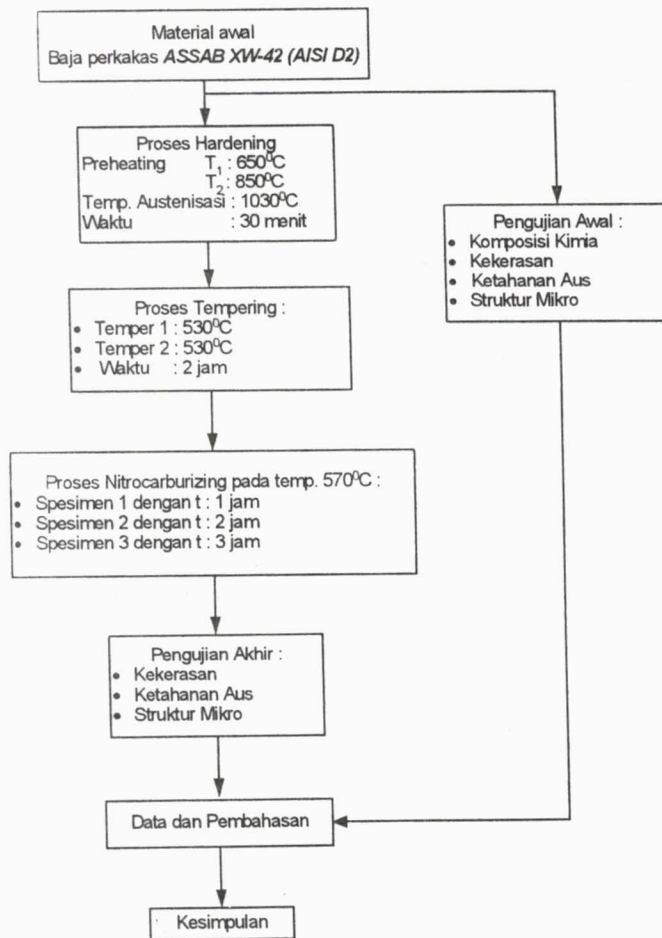 Material awal
Baja perkakas ASSAB XW-42 (AISI D2)
Proses Hardening
Preheating T₁ : 650⁰C
T₂ : 850⁰C
Temp. Austenisasi : 1030⁰C
Waktu : 30 menit
Proses Tempering :
• Temper 1 : 530⁰C
• Temper 2 : 530⁰C
• Waktu : 2 jam
Proses Nitrocarburizing pada temp. 570⁰C :
• Spesimen 1 dengan t : 1 jam
• Spesimen 2 dengan t : 2 jam
• Spesimen 3 dengan t : 3 jam
Pengujian Akhir :
• Kekerasan
• Ketahanan Aus
• Struktur Mikro
Pengujian Awal :
• Komposisi Kimia
• Kekerasan
• Ketahanan Aus
• Struktur Mikro
Data dan Pembahasan
Kesimpulan